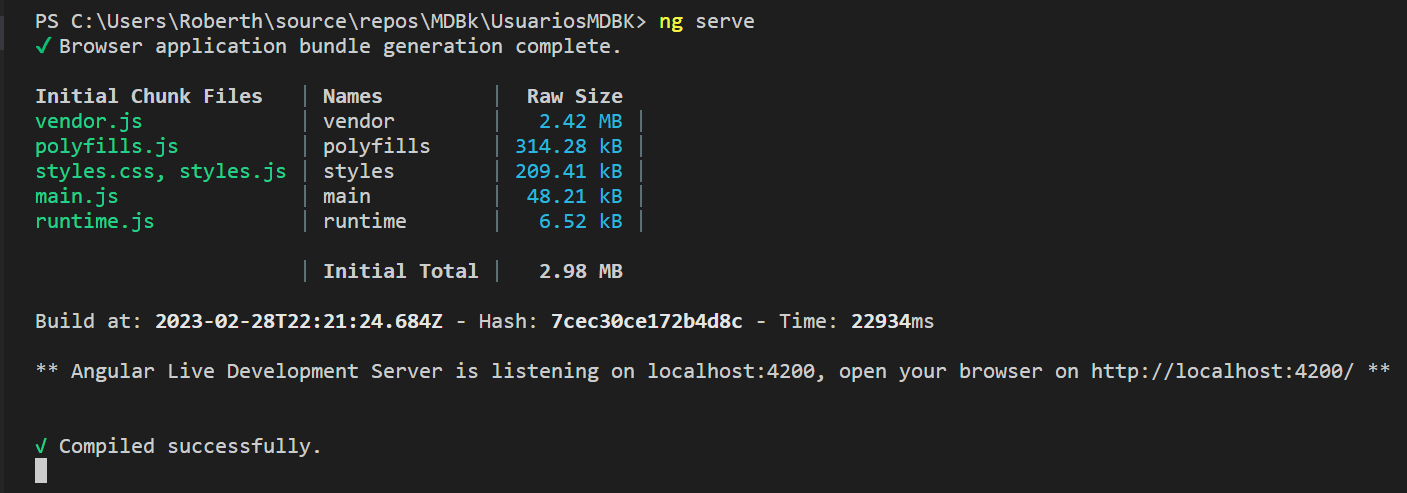 PS C:\Users\Roberth\source\repos\MDBk\UsuariosMDBK> ng serve
✓ Browser application bundle generation complete.
Initial Chunk Files | Names | Raw Size
vendor.js | vendor | 2.42 MB |
polyfills.js | polyfills | 314.28 kB |
styles.css, styles.js | styles | 209.41 kB |
main.js | main | 48.21 kB |
runtime.js | runtime | 6.52 kB |
| Initial Total | 2.98 MB
Build at: 2023-02-28T22:21:24.684Z - Hash: 7cec30ce172b4d8c - Time: 22934ms
** Angular Live Development Server is listening on localhost:4200, open your browser on http://localhost:4200/ **
√ Compiled successfully.